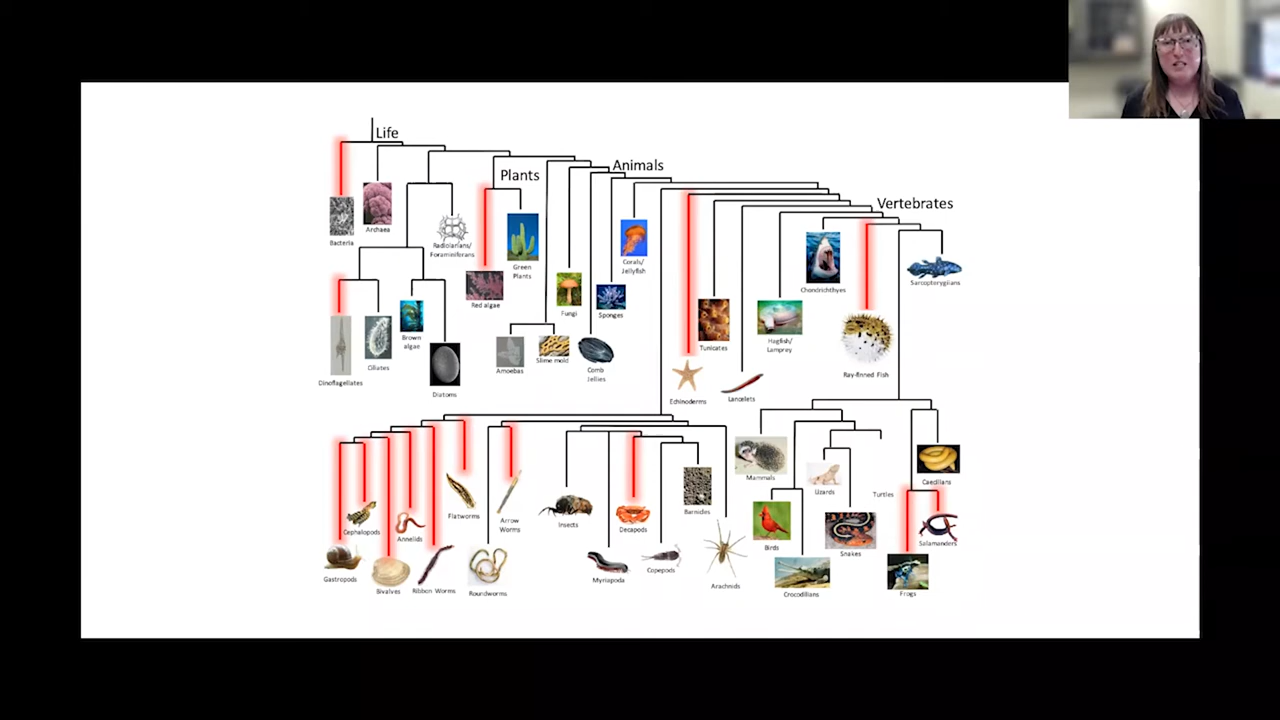 Life
Animals
Plants
Vertebrates
Bacteria
Archaea
Radiolarians/
Foraminiferans
Green
Plants
Red algae
Corals/
Jellyfish
Fungi
Sponges
Chondrichthyes
Sarcopterygiians
Dinoflagellates
Ciliates
Brown
algae
Diatoms
Amoebas
Slime mold
Comb
Jellies
Echinoderms
Tunicates
Lancelets
Hagfish/
Lamprey
Ray-finned Fish
Gastropods
Cephalopods
Bivalves
Annelids
Ribbon Worms
Flatworms
Roundworms
Arrow
Worms
Insects
Myriapoda
Decapods
Copepods
Barnicles
Arachnids
Mammals
Birds
Crocodilians
Lizards
Snakes
Turtles
Frogs
Caecilians
Salamanders